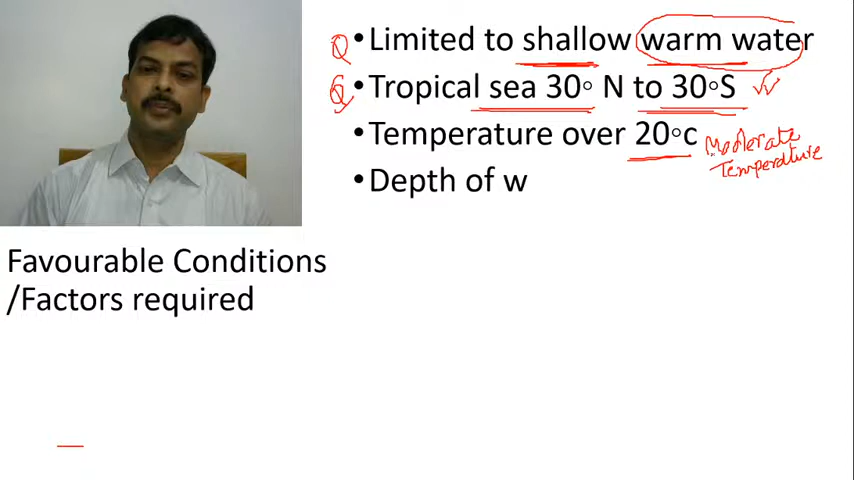 Q •Limited to shallow warm water
Q •Tropical sea 30° N to 30°S
•Temperature over 20°c Moderate Temperature
•Depth of w
Favourable Conditions
/Factors required